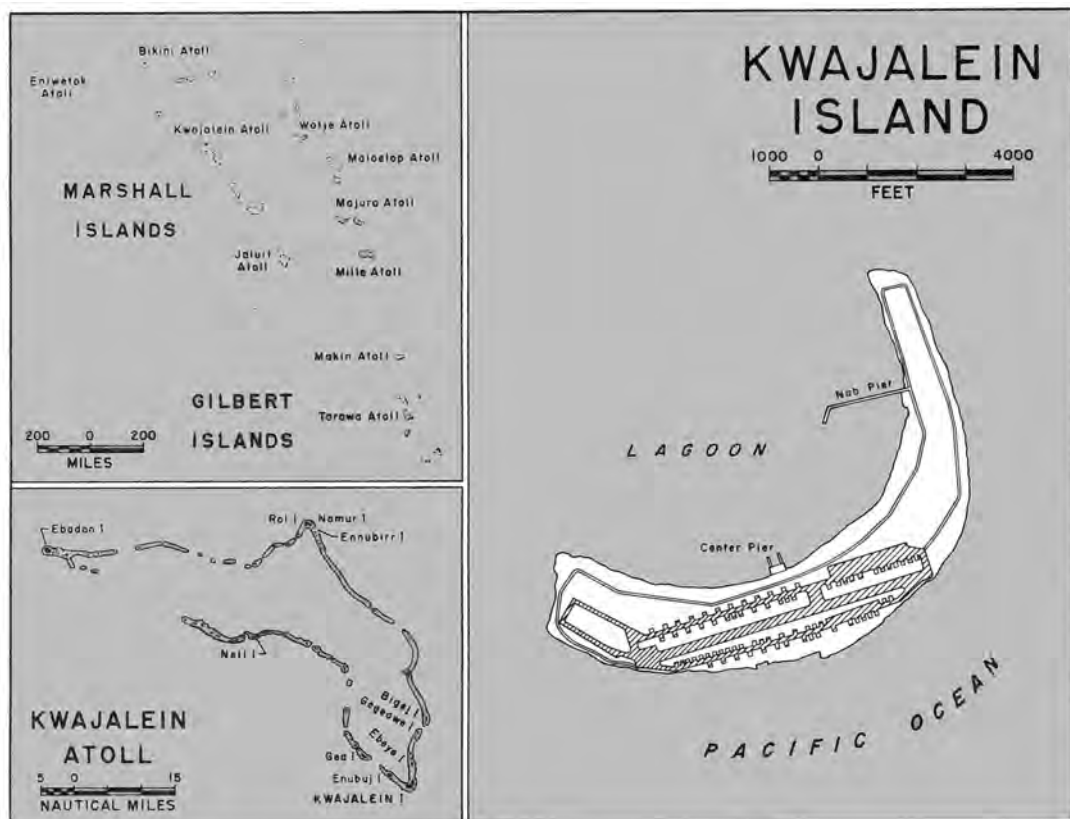 Bikini Atoll
Eniwetok
Atoll
Kwajalein Atoll
Wotje Atoll
Maloelap Atoll
MARSHALL
ISLANDS
Majuro Atoll
Jaluit
Atoll
Mille Atoll
Makin Atoll
GILBERT
ISLANDS
Tarawa Atoll
200 0 200
MILES
Ebadon I
Roi I
Namur I
Ennubirr I
Nell I
Bigej I
Gugegwe I
Ebeye I
Gea I
Enubuj I
KWAJALEIN I
KWAJALEIN
ATOLL
5 0 15
NAUTICAL MILES
KWAJALEIN
ISLAND
1000 0 4000
FEET
Nob Pier
LAGOON
Center Pier
PACIFIC OCEAN